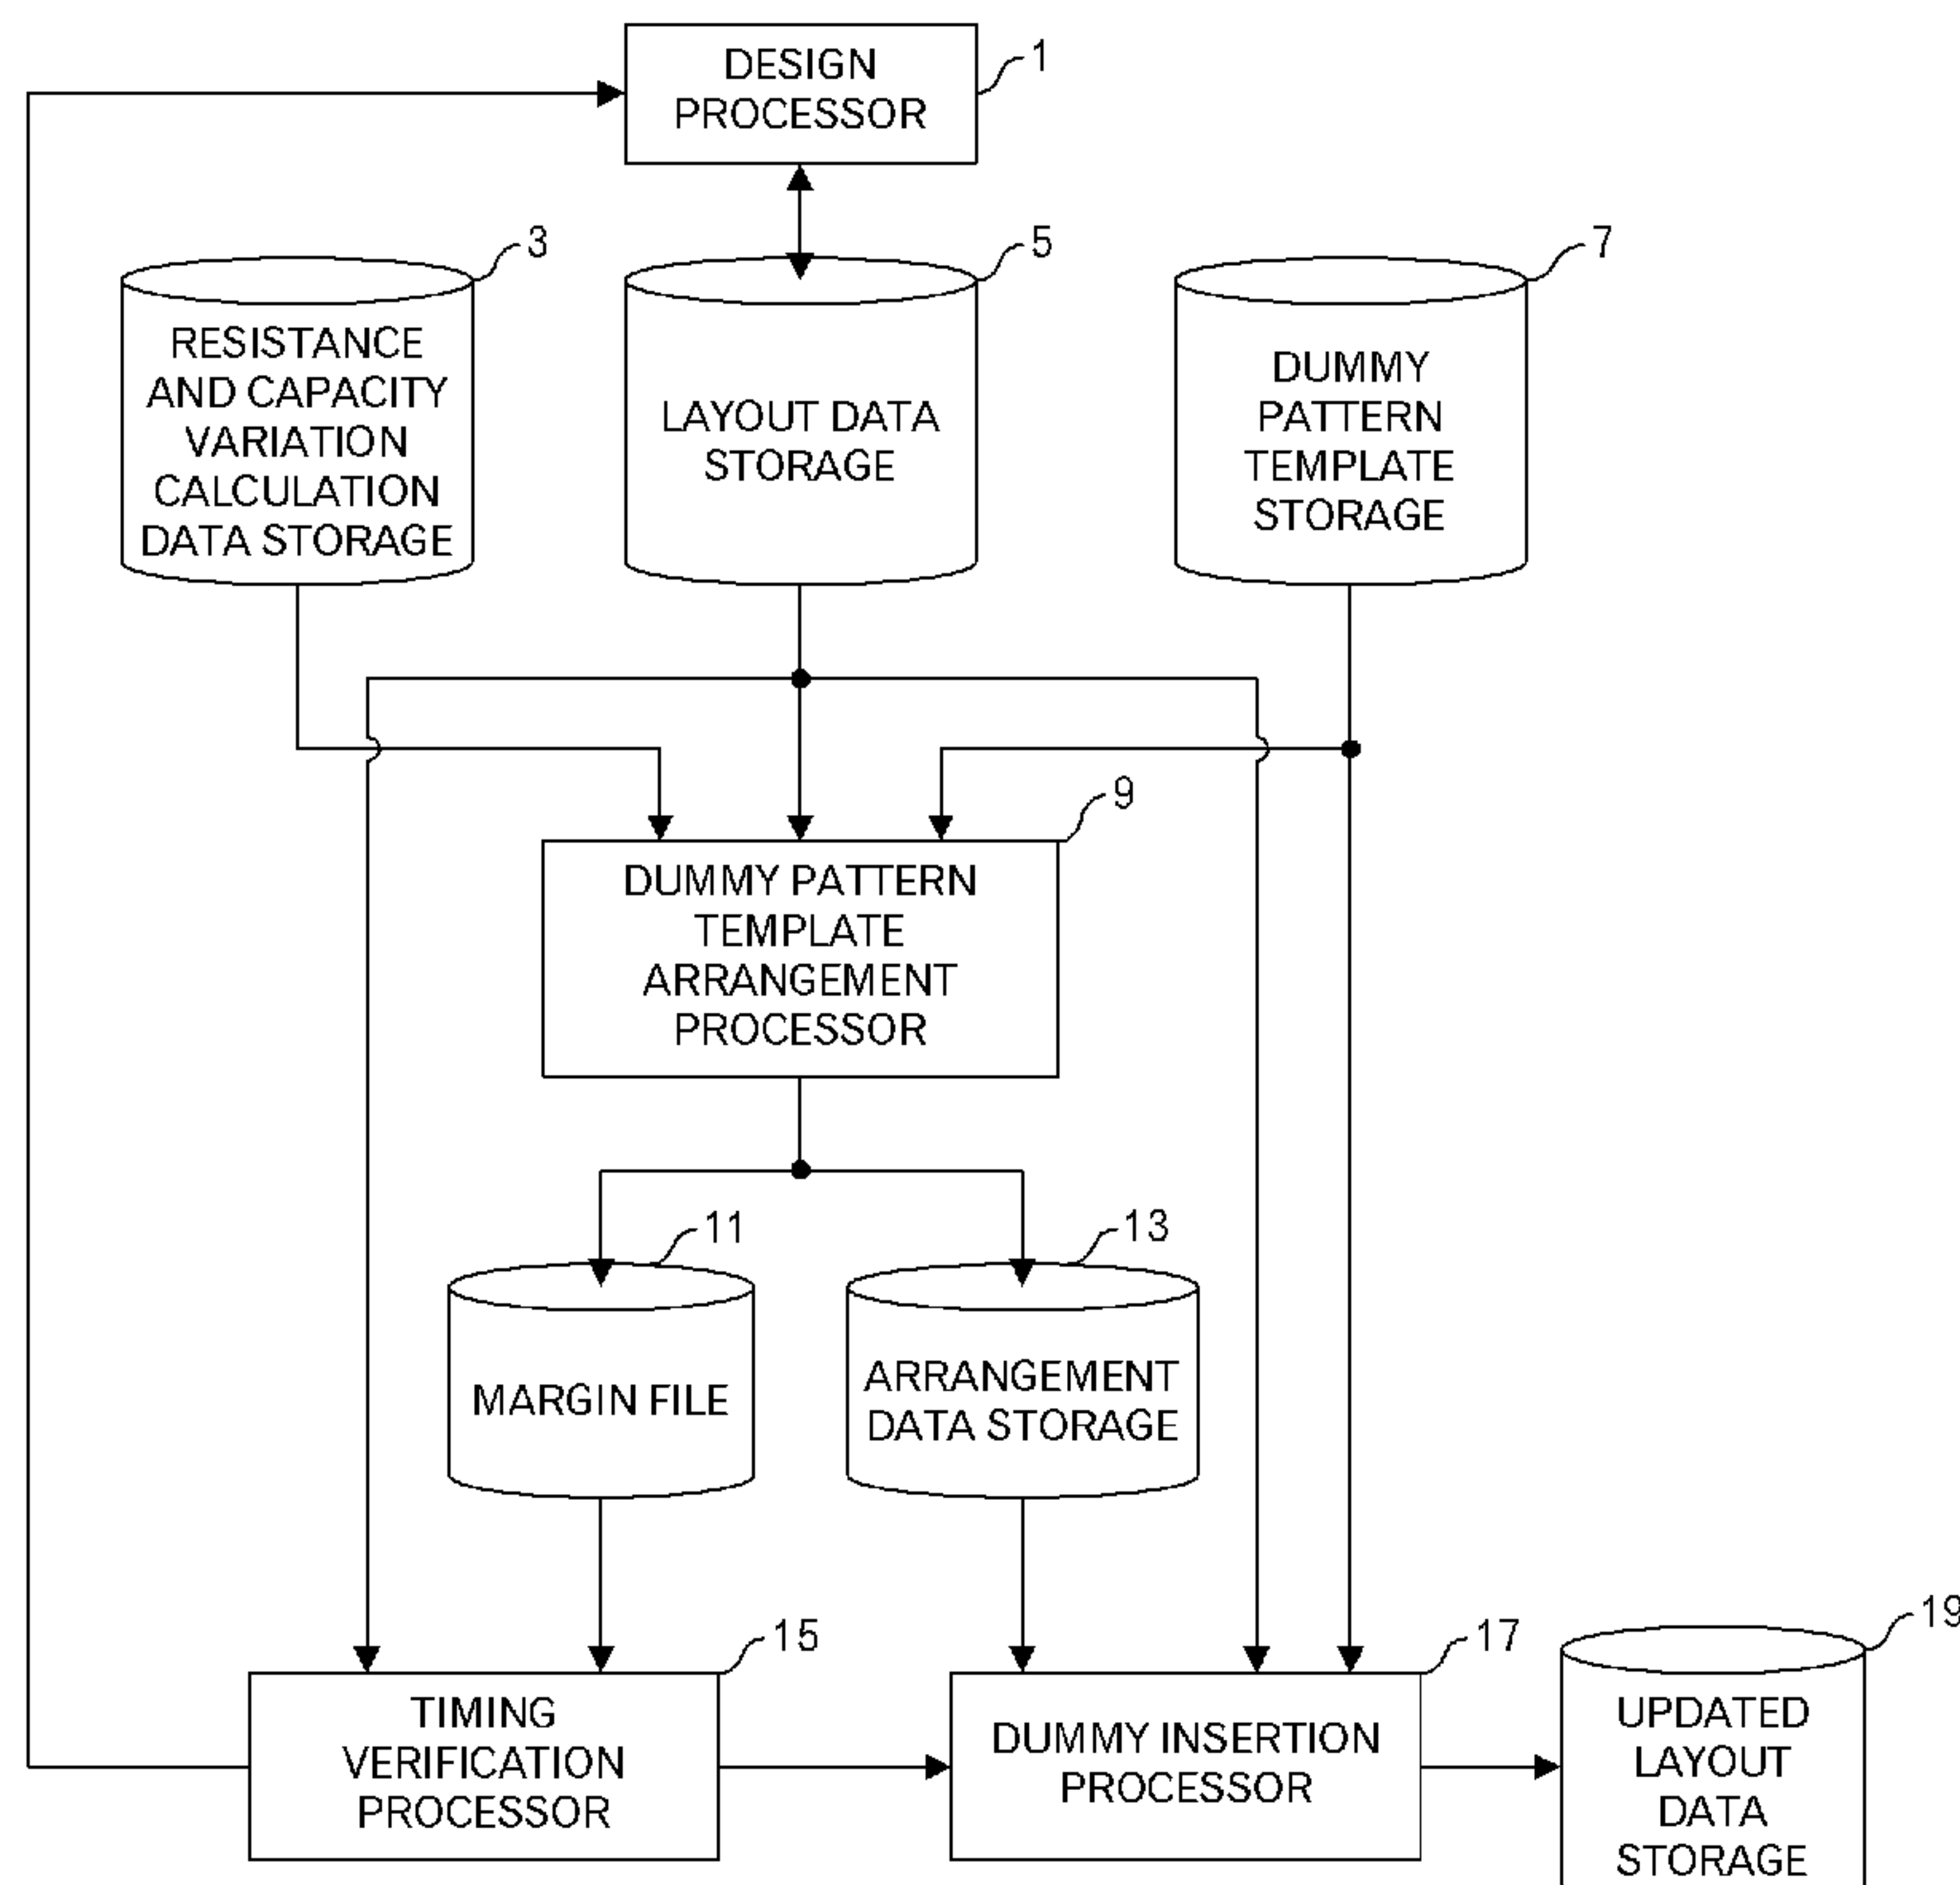 DESIGN
PROCESSOR
1
3
5
7
RESISTANCE
AND CAPACITY
VARIATION
CALCULATION
DATA STORAGE
LAYOUT DATA
STORAGE
DUMMY
PATTERN
TEMPLATE
STORAGE
9
DUMMY PATTERN
TEMPLATE
ARRANGEMENT
PROCESSOR
11
13
MARGIN FILE
ARRANGEMENT
DATA STORAGE
15
17
19
TIMING
VERIFICATION
PROCESSOR
DUMMY INSERTION
PROCESSOR
UPDATED
LAYOUT
DATA
STORAGE